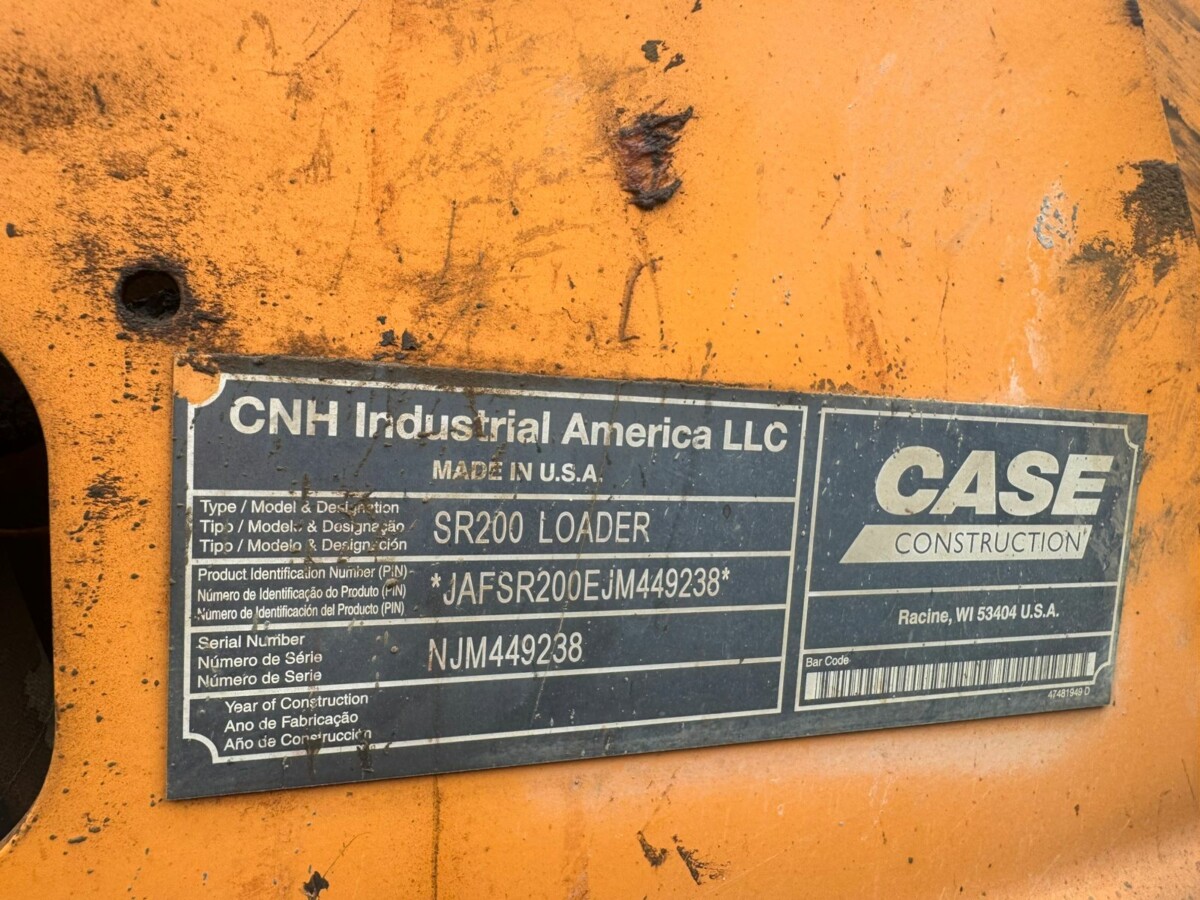 CNH Industrial America LLC
MADE IN U.S.A.
Type / Model & Designation
Tipo / Modelo & Designação
Tipo / Modelo & Designación
SR200 LOADER
Product Identification Number (PIN)
Número de Identificação do Produto (PIN)
Número de Identificación del Producto (PIN)
*JAFSR200EJM449238*
Serial Number
Número de Série
Número de Serie
NJM449238
Year of Construction
Ano de Fabricação
Año de Construcción
CASE
CONSTRUCTION
Racine, WI 53404 U.S.A.
Bar Code
47481949 D